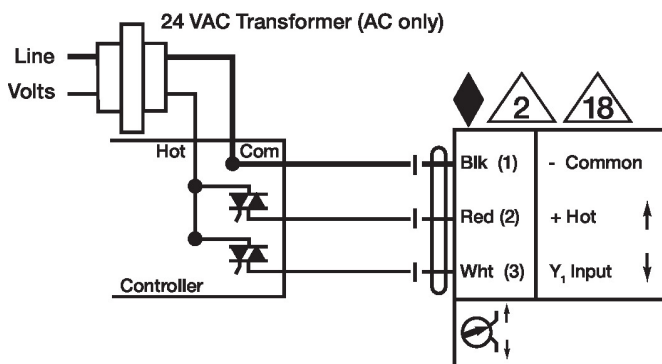 24 VAC Transformer (AC only)
Line
Volts
Hot Com
Controller
2 18
Blk (1) - Common
Red (2) + Hot
Wht (3) Y₁ Input